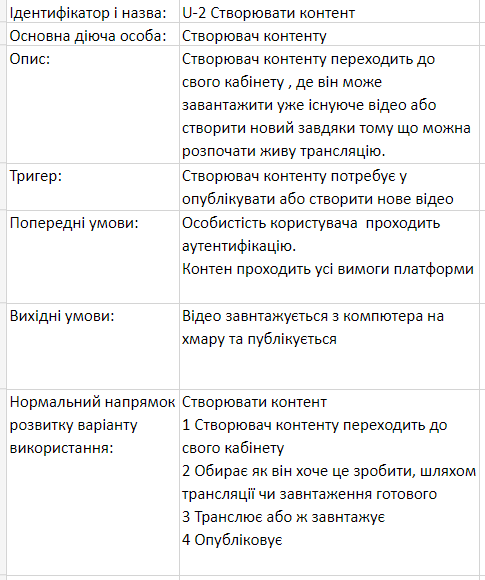 Ідентифікатор і назва: U-2 Створювати контент
Основна діюча особа: Створювач контенту
Опис: Створювач контенту переходить до
свого кабінету , де він може
завантажити уже існуюче відео або
створити новий завдяки тому що можна
розпочати живу трансляцію.
Тригер: Створювач контенту потребує у
опублікувати або створити нове відео
Попередні умови: Особистість користувача проходить
аутентифікацію.
Контен проходить усі вимоги платформи
Вихідні умови: Відео завнтажується з компютера на
хмару та публікується
Нормальний напрямок Створювати контент
розвитку варіанту 1 Створювач контенту переходить до
використання: свого кабінету
2 Обирає як він хоче це зробити, шляхом
трансляції чи завнтаження готового
3 Транслює або ж завнтажує
4 Опубліковує